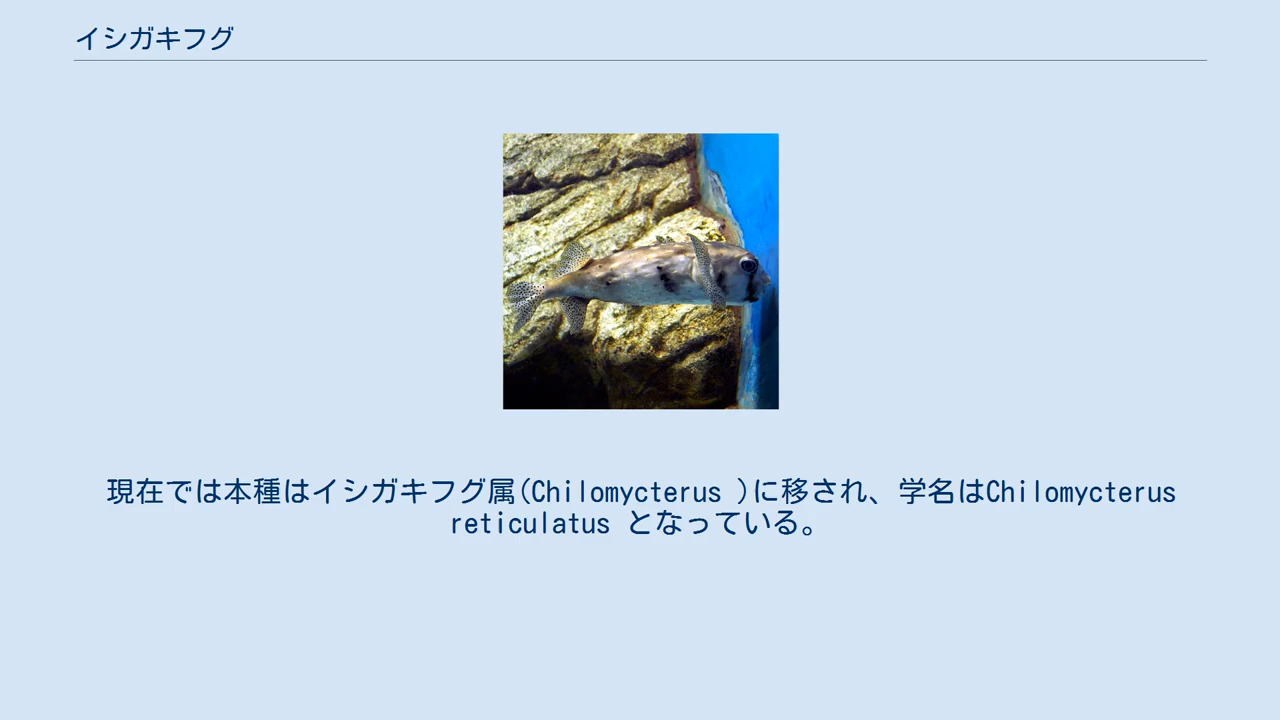 イシガキフグ
現在では本種はイシガキフグ属(Chilomycterus )に移され、学名はChilomycterus
reticulatus となっている。